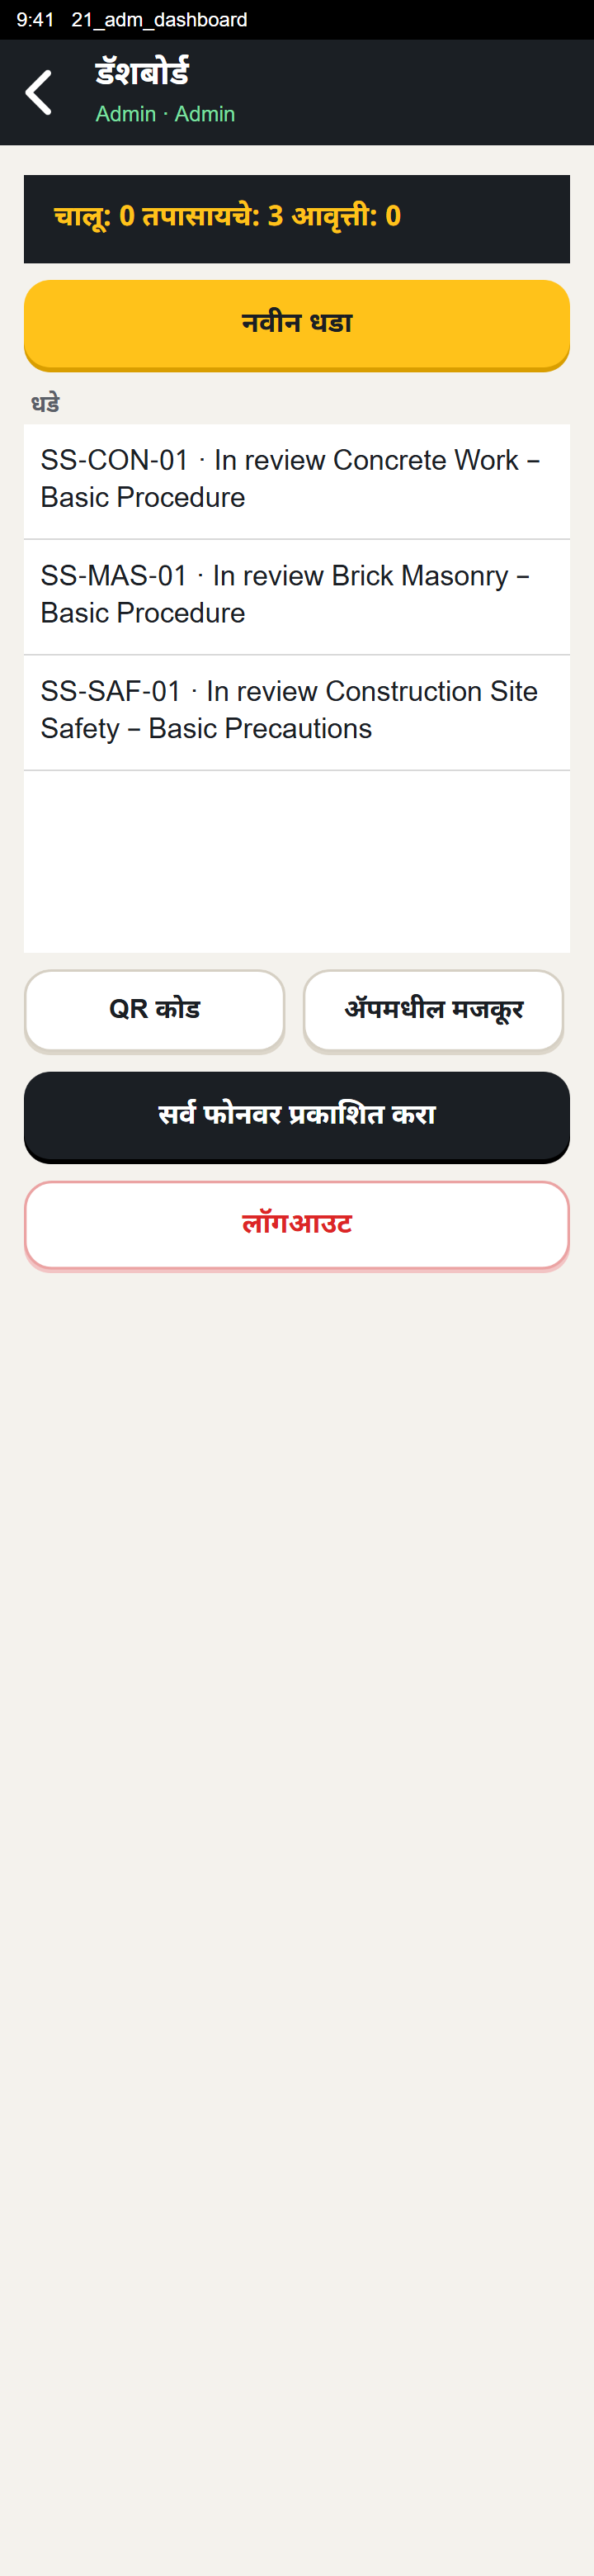 9:41 21_adm_dashboard
डॅशबोर्ड
Admin · Admin
चालू: 0 तपासायचे: 3 आवृत्ती: 0
नवीन धडा
धडे
SS-CON-01 · In review Concrete Work –
Basic Procedure
SS-MAS-01 · In review Brick Masonry –
Basic Procedure
SS-SAF-01 · In review Construction Site
Safety – Basic Precautions
QR कोड
ॲपमधील मजकूर
सर्व फोनवर प्रकाशित करा
लॉगआउट